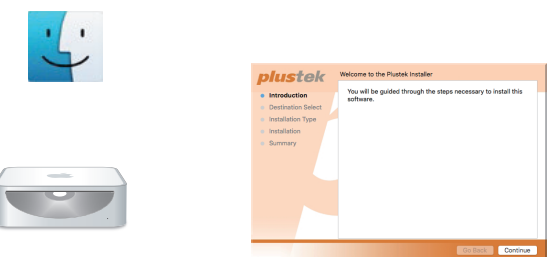 plustek
Welcome to the Plustek Installer
You will be guided through the steps necessary to install this
software.
Introduction
Destination Select
Installation Type
Installation
Summary
Go Back
Continue